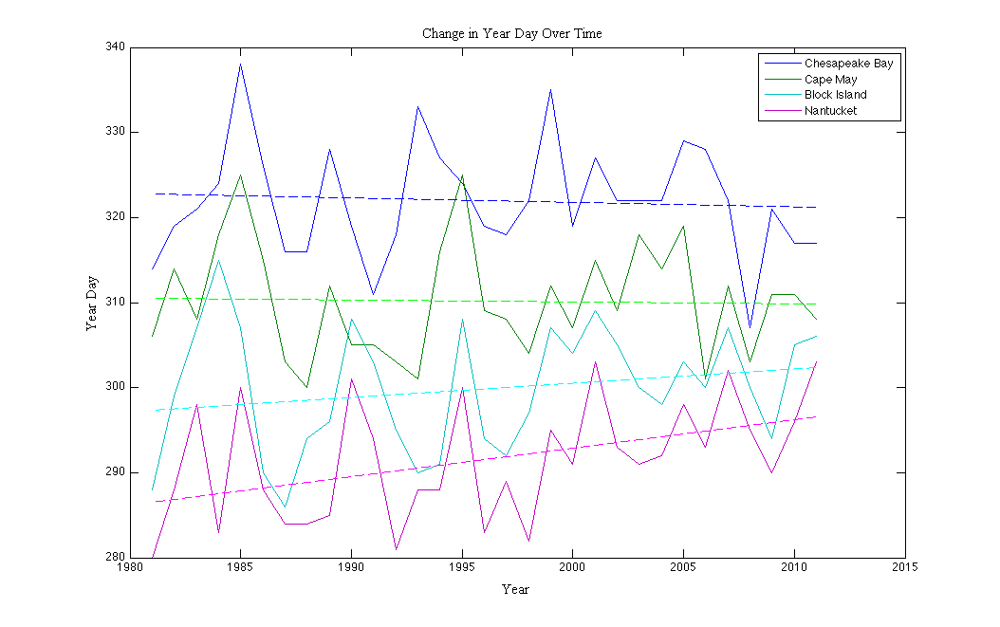 Change in Year Day Over Time
340
330
320
310
300
290
280
Year Day
Chesapeake Bay
Cape May
Block Island
Nantucket
1980 1985 1990 1995 2000 2005 2010 2015
Year